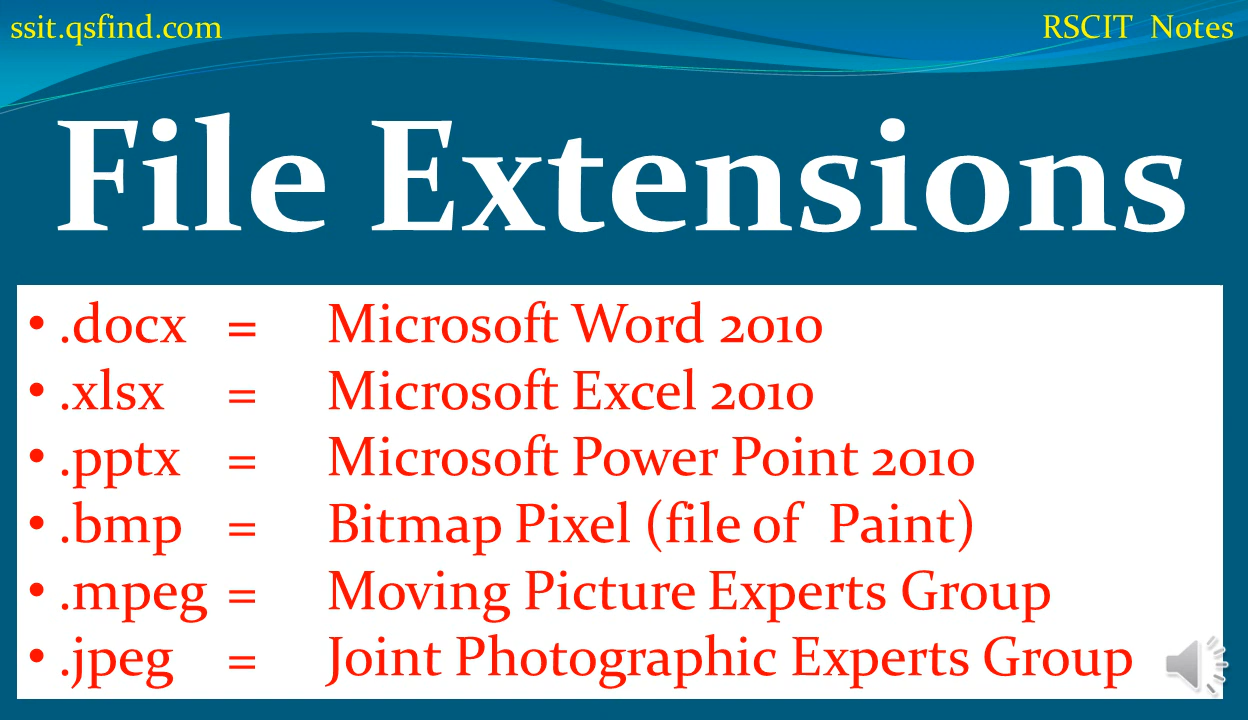 ssit.qsfind.com
RSCIT Notes
File Extensions
• .docx = Microsoft Word 2010
• .xlsx = Microsoft Excel 2010
• .pptx = Microsoft Power Point 2010
• .bmp = Bitmap Pixel (file of Paint)
• .mpeg = Moving Picture Experts Group
• .jpeg = Joint Photographic Experts Group